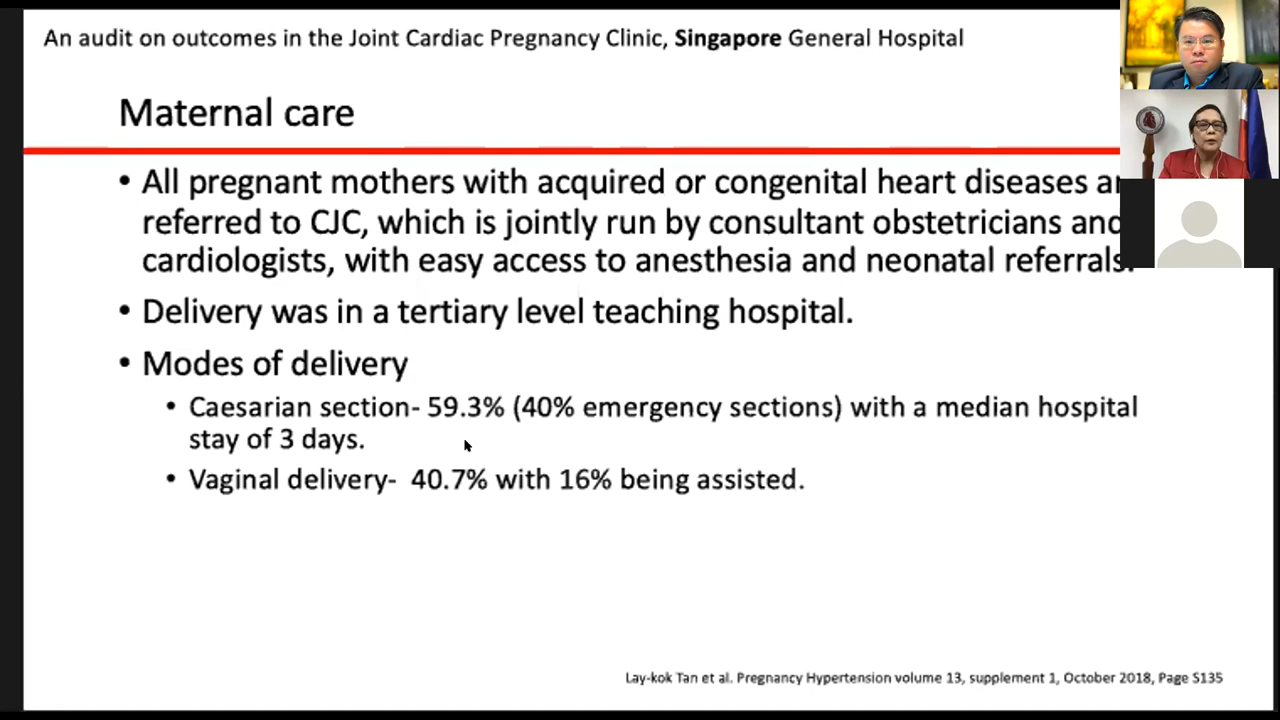 An audit on outcomes in the Joint Cardiac Pregnancy Clinic, Singapore General Hospital
Maternal care
• All pregnant mothers with acquired or congenital heart diseases
referred to CJC, which is jointly run by consultant obstetricians and
cardiologists, with easy access to anesthesia and neonatal referrals.
• Delivery was in a tertiary level teaching hospital.
• Modes of delivery
• Caesarian section- 59.3% (40% emergency sections) with a median hospital
stay of 3 days.
• Vaginal delivery- 40.7% with 16% being assisted.
Lay-kok Tan et al. Pregnancy Hypertension volume 13, supplement 1, October 2018, Page S135